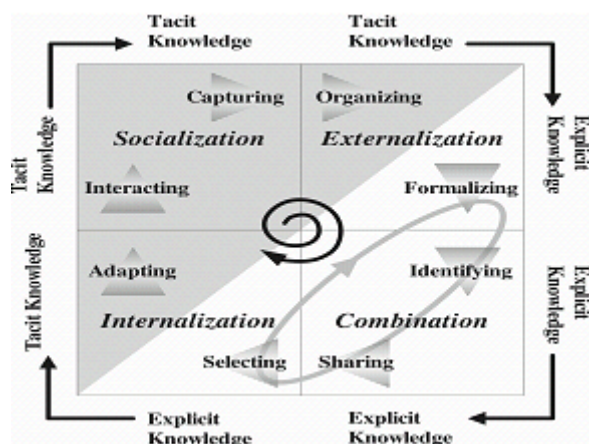 Tacit
Knowledge
Tacit
Knowledge
Tacit
Knowledge
Explicit
Knowledge
Capturing
Organizing
Socialization
Externalization
Interacting
Formalizing
Tacit Knowledge
Explicit
Knowledge
Adapting
Identifying
Internalization
Combination
Selecting
Sharing
Explicit
Knowledge
Explicit
Knowledge